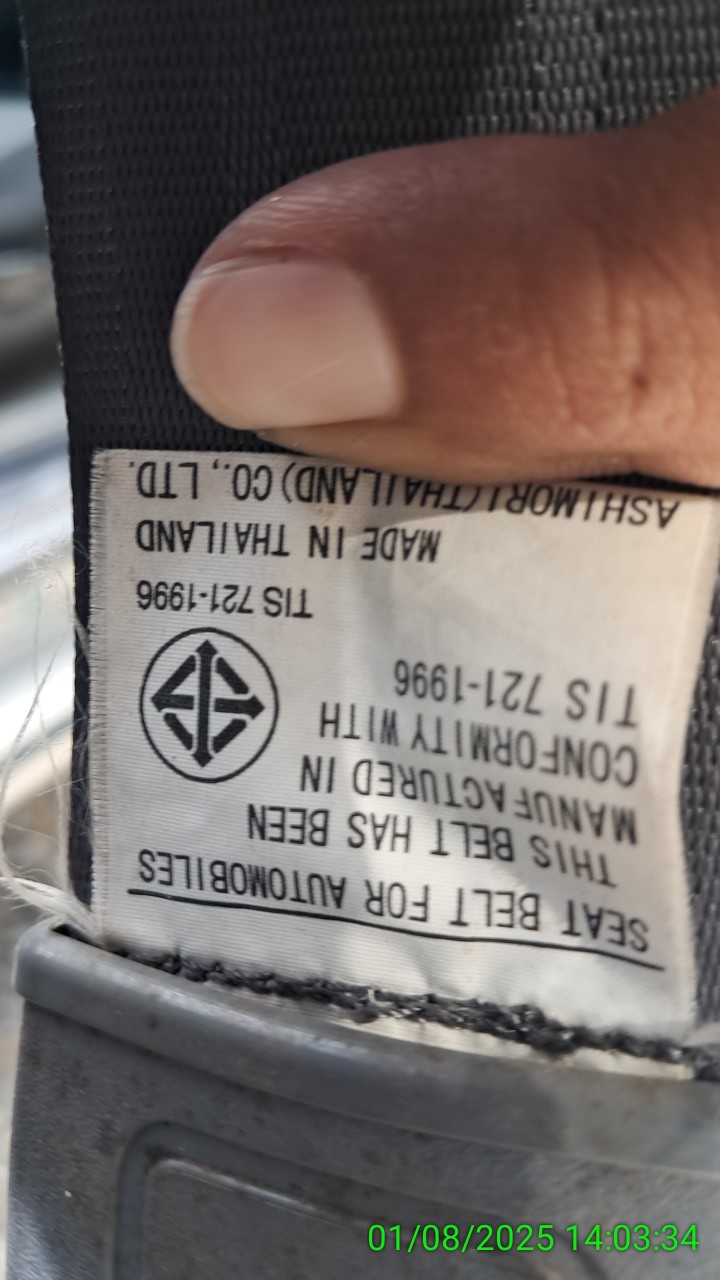 SEAT BELT FOR AUTOMOBILES
THIS BELT HAS BEEN
MANUFACTURED IN
CONFORMITY WITH
TIS 721-1996
TIS 721-1996
MADE IN THAILAND
ASHIMORI(THAILAND)CO.,LTD.
01/08/2025 14:03:34